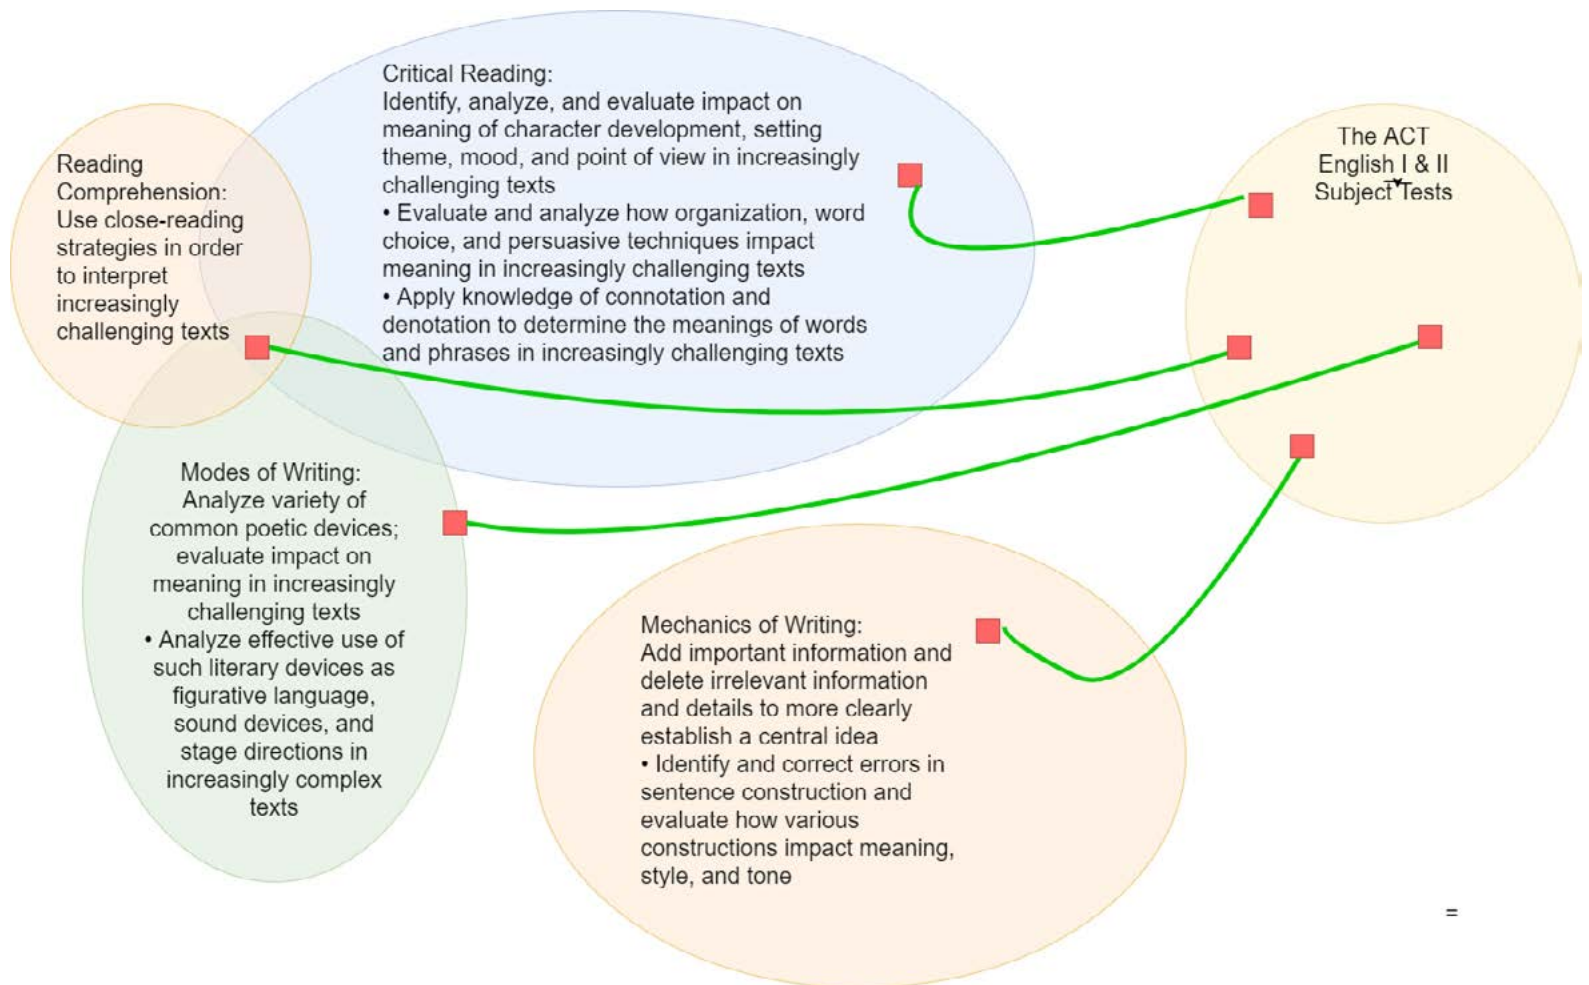 Critical Reading:
Identify, analyze, and evaluate impact on
meaning of character development, setting
theme, mood, and point of view in increasingly
challenging texts
• Evaluate and analyze how organization, word
choice, and persuasive techniques impact
meaning in increasingly challenging texts
• Apply knowledge of connotation and
denotation to determine the meanings of words
and phrases in increasingly challenging texts
Reading
Comprehension:
Use close-reading
strategies in order
to interpret
increasingly
challenging texts
The ACT
English I & II
Subject Tests
Modes of Writing:
Analyze variety of
common poetic devices;
evaluate impact on
meaning in increasingly
challenging texts
• Analyze effective use of
such literary devices as
figurative language,
sound devices, and
stage directions in
increasingly complex
texts
Mechanics of Writing:
Add important information and
delete irrelevant information
and details to more clearly
establish a central idea
• Identify and correct errors in
sentence construction and
evaluate how various
constructions impact meaning,
style, and tone
=